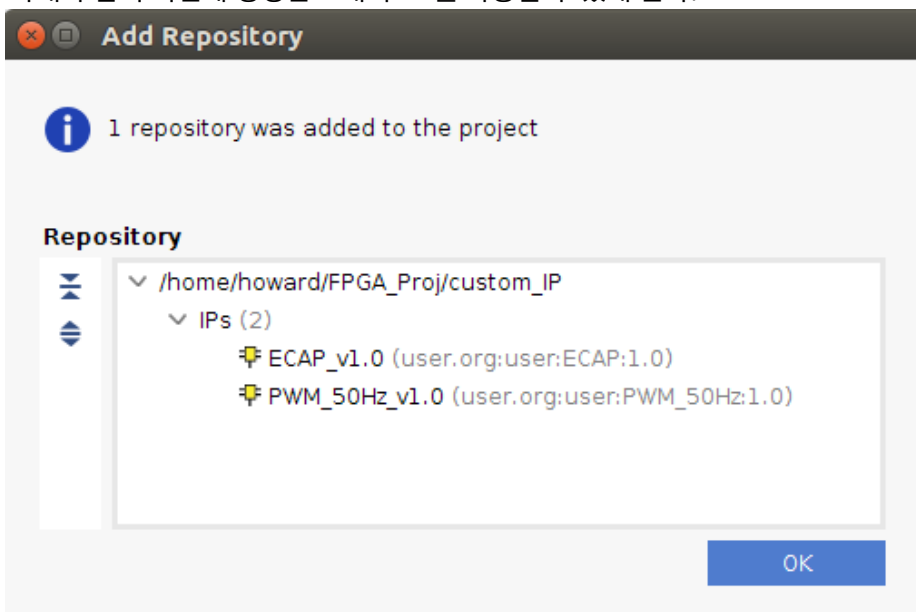 Add Repository
1 repository was added to the project
Repository
/home/howard/FPGA_Proj/custom_IP
IPs (2)
ECAP_v1.0 (user.org:user:ECAP:1.0)
PWM_50Hz_v1.0 (user.org:user:PWM_50Hz:1.0)
OK